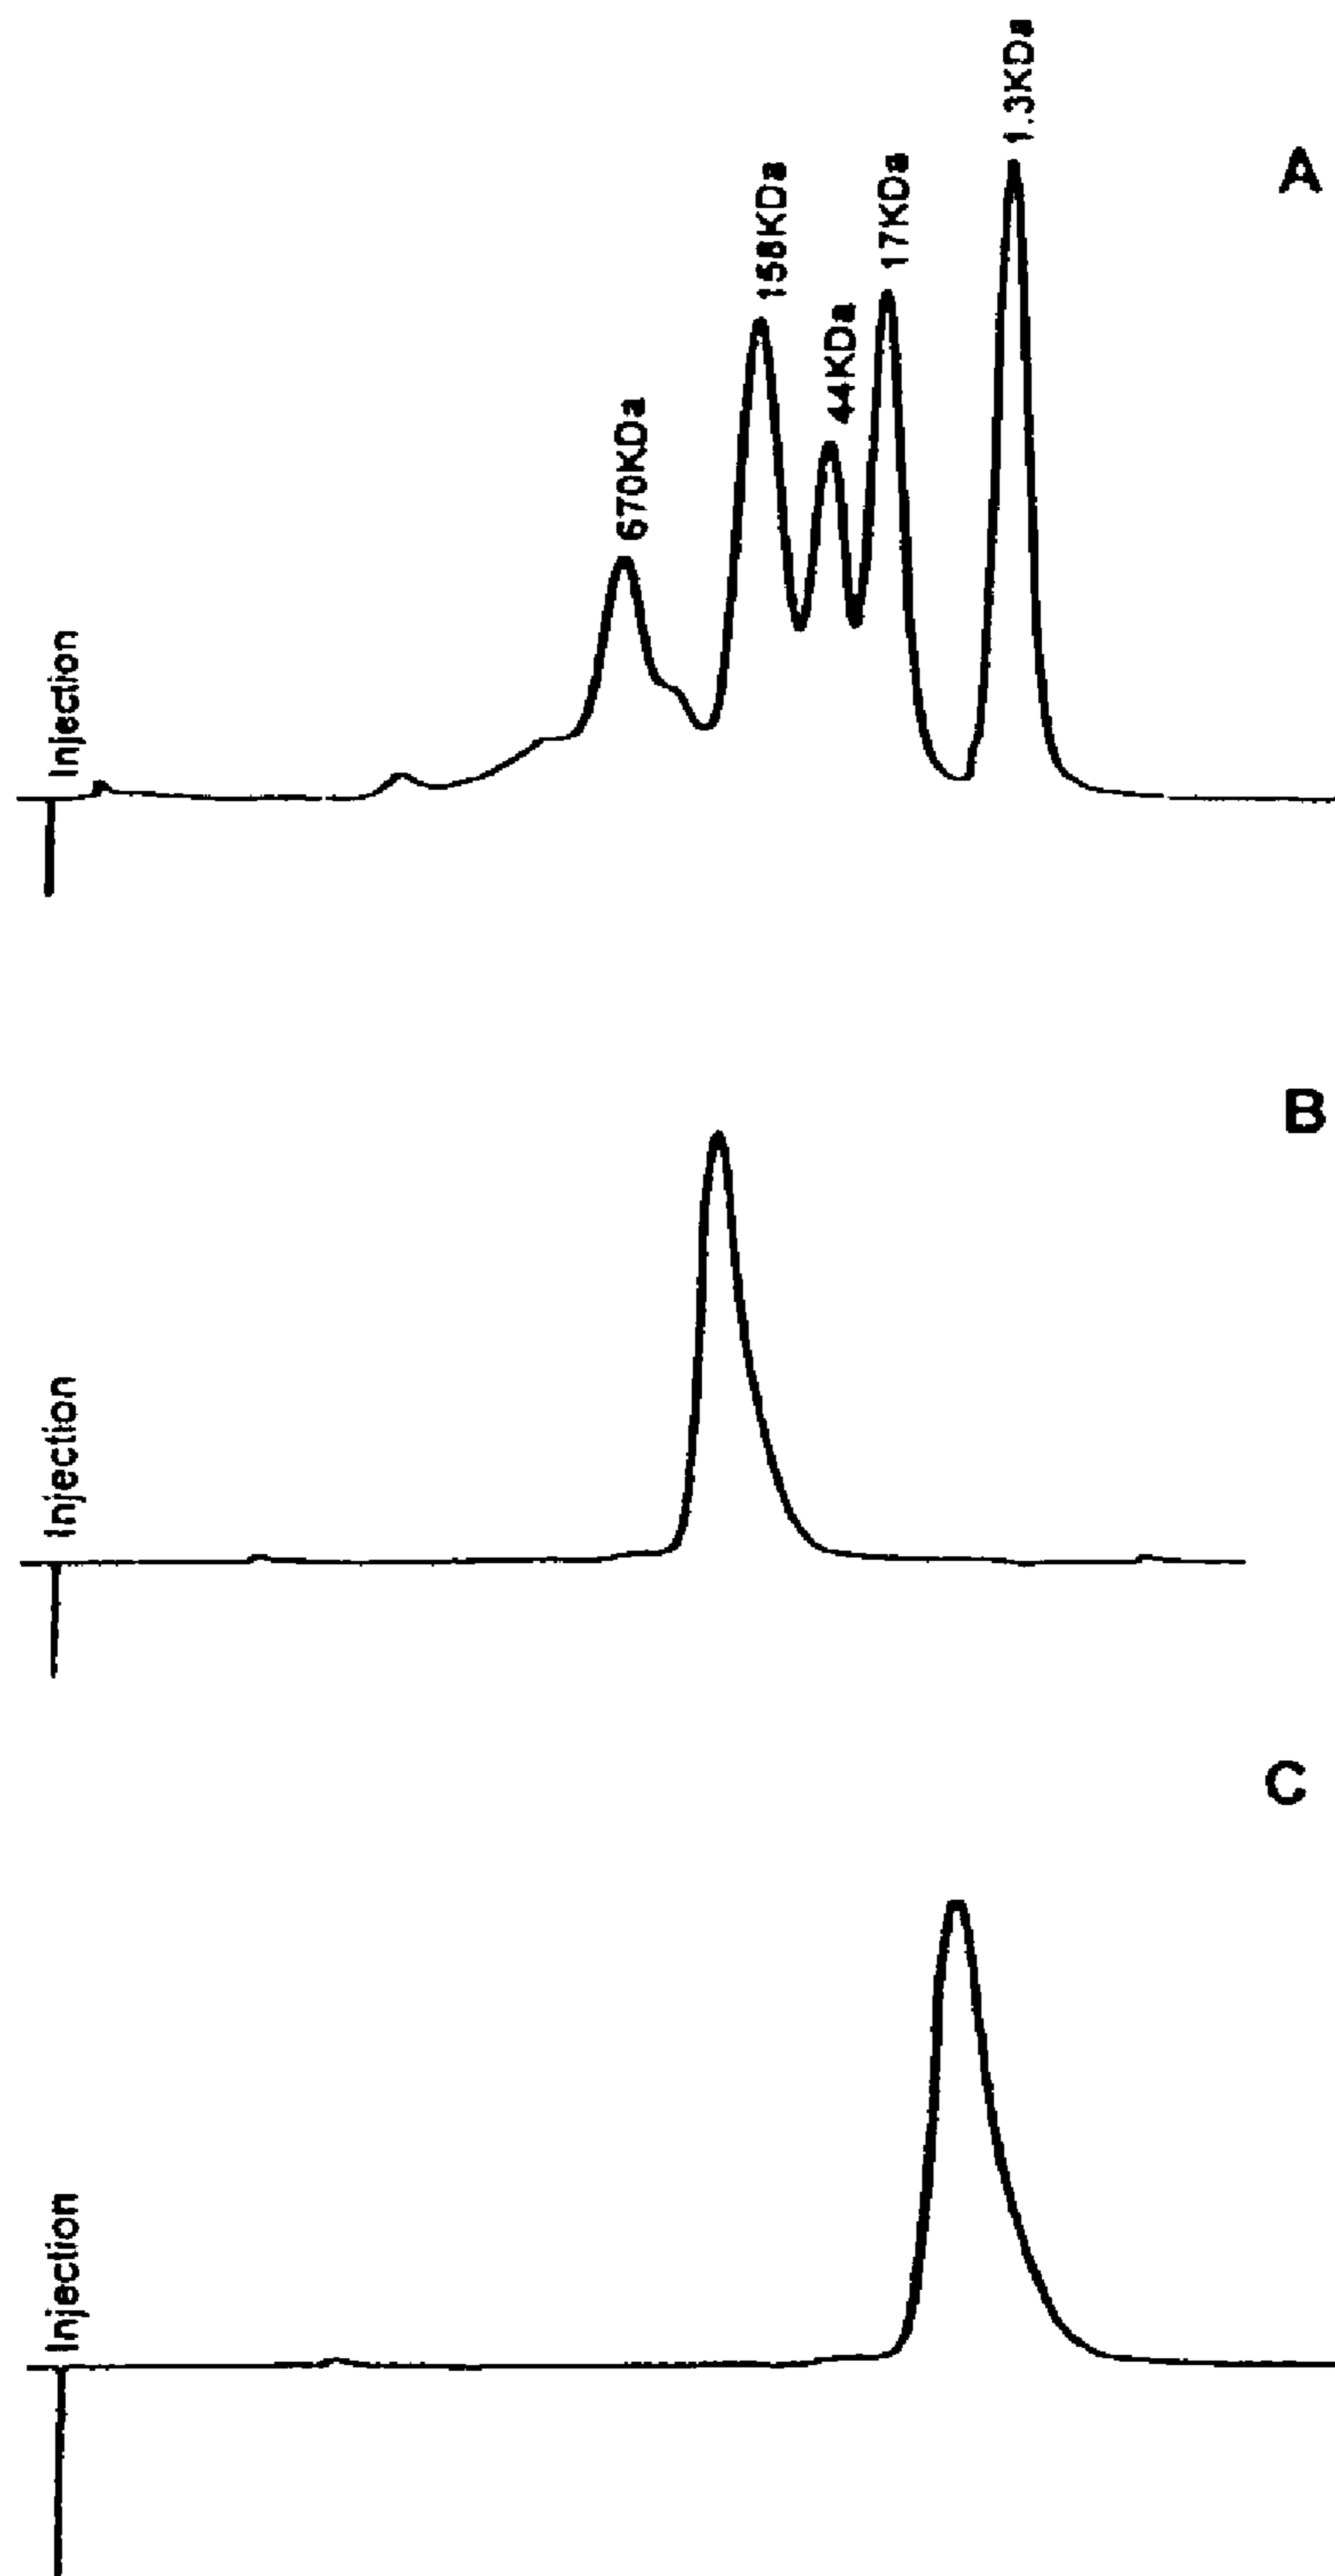 Injection
670KDa
158KDa
44KDa
17KDa
1.3KDa
A
Injection
B
Injection
C